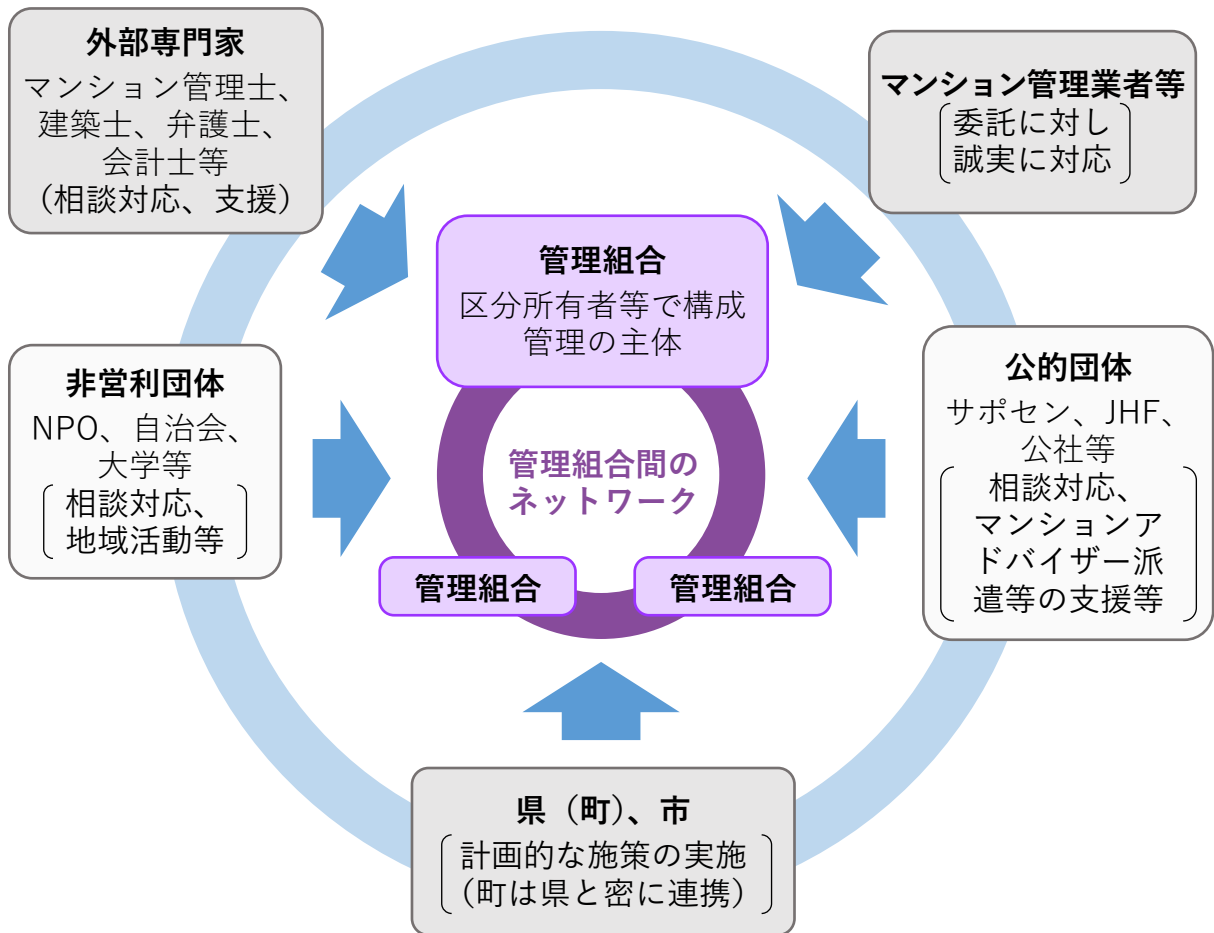 外部専門家
マンション管理士、
建築士、弁護士、
会計士等
（相談対応、支援）
マンション管理業者等
委託に対し
誠実に対応
管理組合
区分所有者等で構成
管理の主体
非営利団体
NPO、自治会、
大学等
相談対応、
地域活動等
管理組合間の
ネットワーク
公的団体
サポセン、JHF、
公社等
相談対応、
マンションア
ドバイザー派
遣等の支援等
管理組合
管理組合
県（町）、市
計画的な施策の実施
（町は県と密に連携）